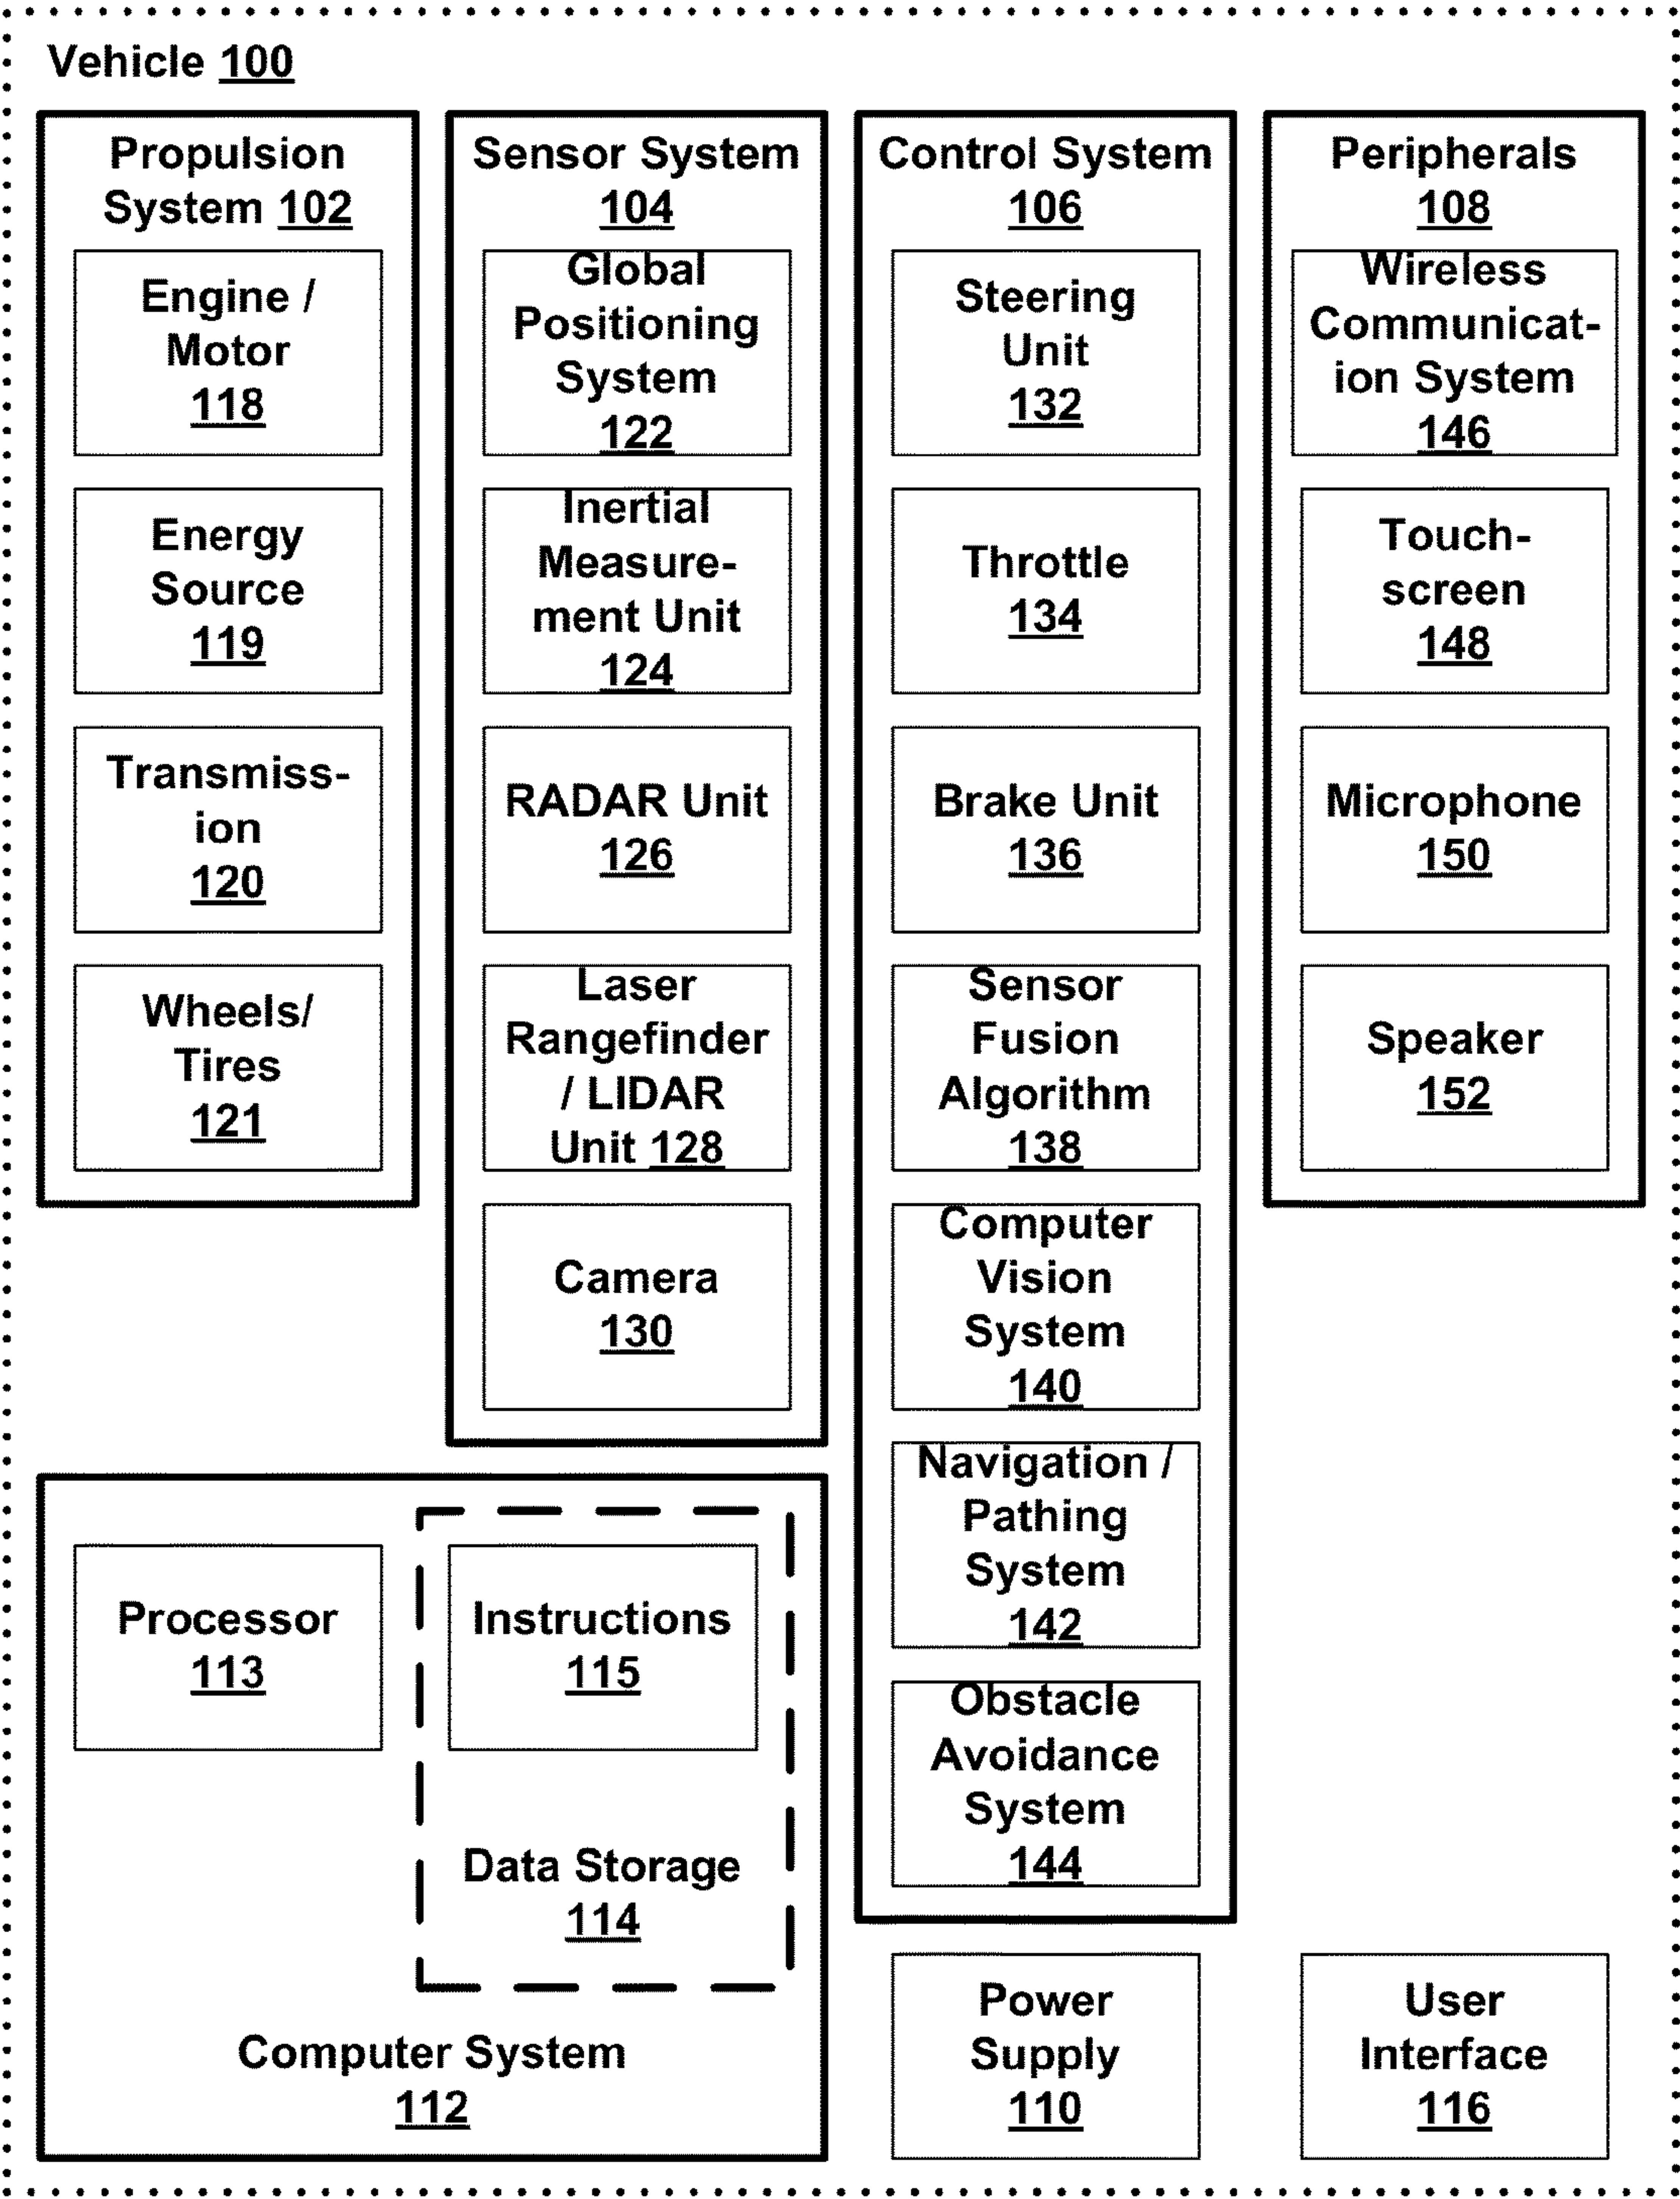 Vehicle 100
Propulsion
System 102
Engine /
Motor
118
Energy
Source
119
Transmiss-
ion
120
Wheels/
Tires
121
Sensor System
104
Global
Positioning
System
122
Inertial
Measure-
ment Unit
124
RADAR Unit
126
Laser
Rangefinder
/ LIDAR
Unit 128
Camera
130
Control System
106
Steering
Unit
132
Throttle
134
Brake Unit
136
Sensor
Fusion
Algorithm
138
Computer
Vision
System
140
Navigation /
Pathing
System
142
Obstacle
Avoidance
System
144
Peripherals
108
Wireless
Communicat-
ion System
146
Touch-
screen
148
Microphone
150
Speaker
152
Processor
113
Instructions
115
Data Storage
114
Computer System
112
Power
Supply
110
User
Interface
116